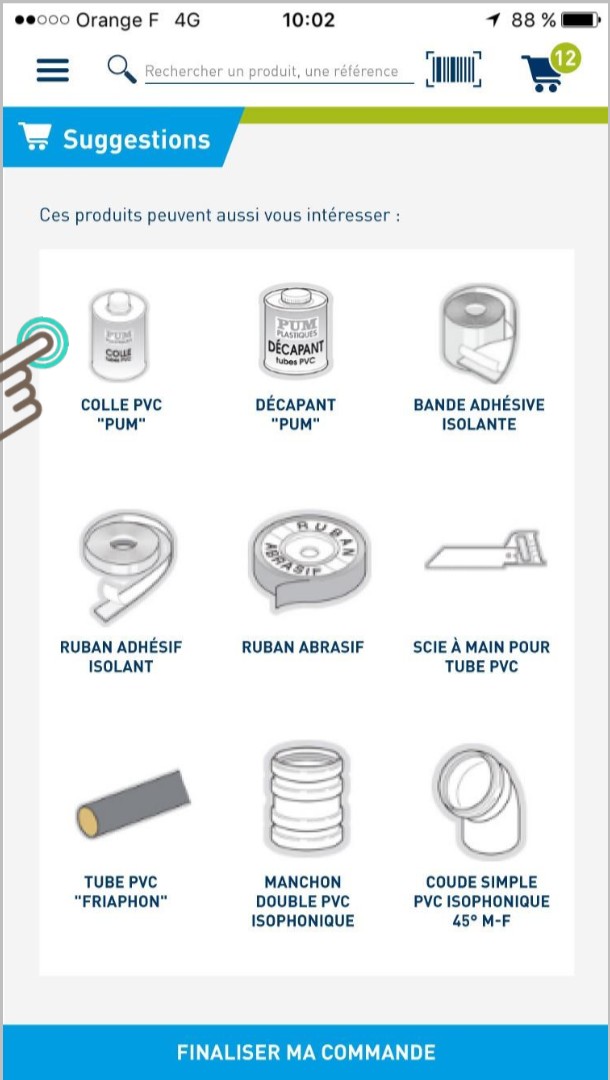 Orange F 4G 10:02 88 %
Rechercher un produit, une référence
12
Suggestions
Ces produits peuvent aussi vous intéresser :
PUM
COLLE
tubes PVC
PUM
PLASTIQUES
DÉCAPANT
tubes PVC
COLLE PVC
"PUM"
DÉCAPANT
"PUM"
BANDE ADHÉSIVE
ISOLANTE
RUBAN
ABRASIF
RUBAN ADHÉSIF
ISOLANT
RUBAN ABRASIF
SCIE À MAIN POUR
TUBE PVC
TUBE PVC
"FRIAPHON"
MANCHON
DOUBLE PVC
ISOPHONIQUE
COUDE SIMPLE
PVC ISOPHONIQUE
45° M-F
FINALISER MA COMMANDE